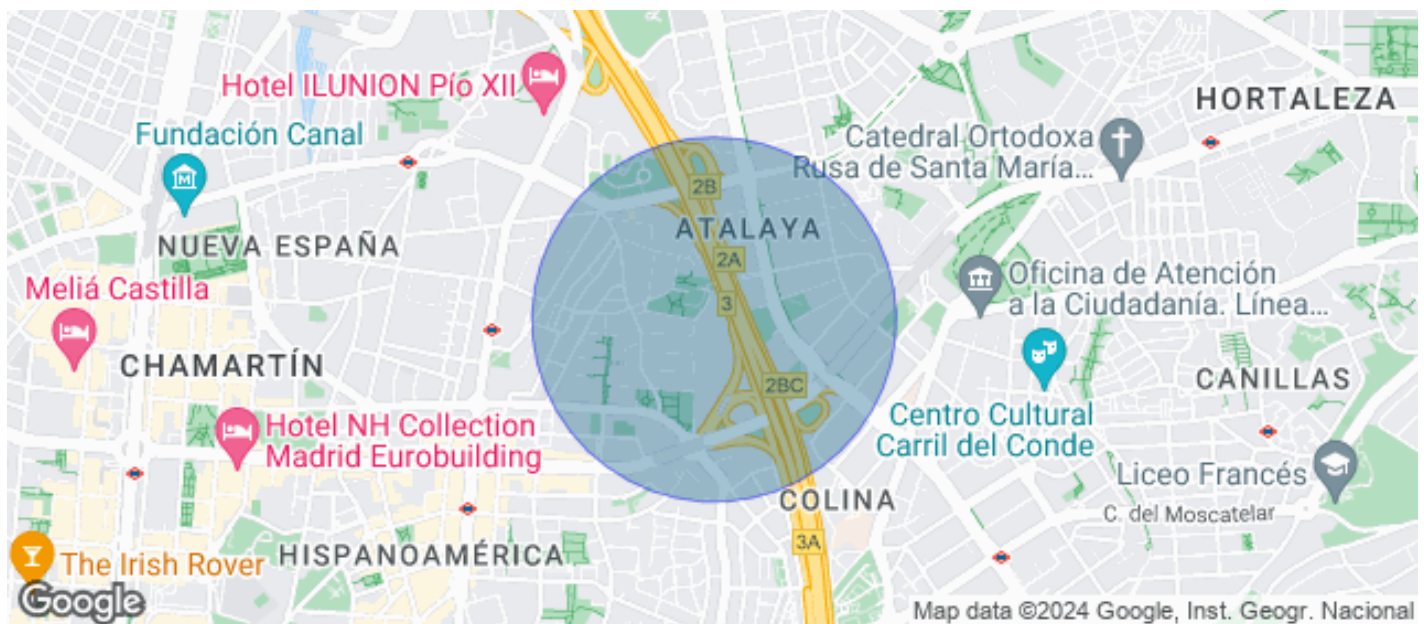 Hotel ILUNION Pío XII
HORTALEZA
Fundación Canal
Catedral Ortodoxa
Rusa de Santa María...
2B
ATALAYA
NUEVA ESPAÑA
2A
Meliá Castilla
3
Oficina de Atención
a la Ciudadanía. Línea...
CHAMARTÍN
2BC
CANILLAS
Hotel NH Collection
Madrid Eurobuilding
Centro Cultural
Carril del Conde
Liceo Francés
COLINA
C. del Moscatelar
3A
HISPANOAMÉRICA
The Irish Rover
Google
Map data ©2024 Google, Inst. Geogr. Nacional